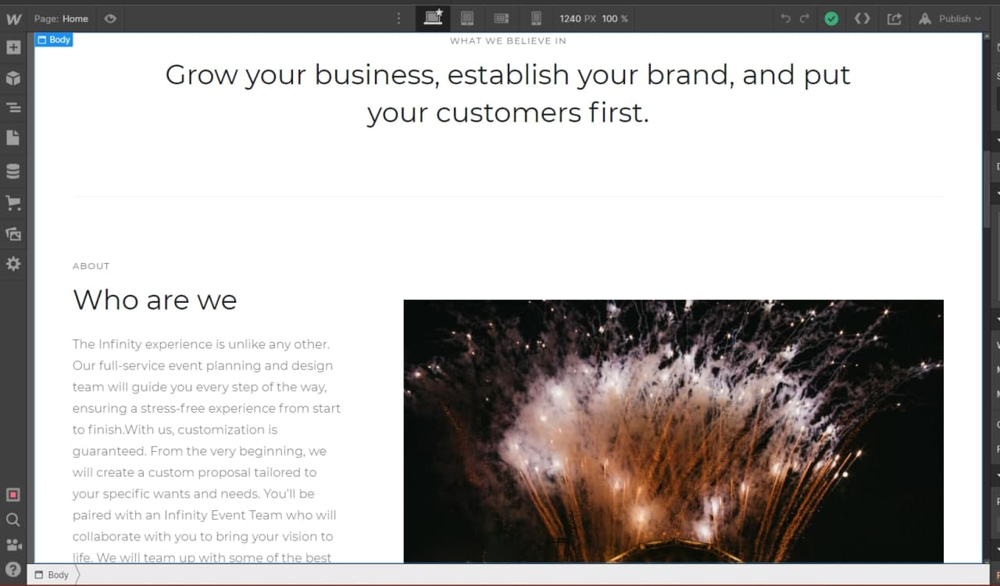 Page: Home
1240 PX 100 %
Publish
Body
WHAT WE BELIEVE IN
Grow your business, establish your brand, and put
your customers first.
ABOUT
Who are we
The Infinity experience is unlike any other.
Our full-service event planning and design
team will guide you every step of the way,
ensuring a stress-free experience from start
to finish.With us, customization is
guaranteed. From the very beginning, we
will create a custom proposal tailored to
your specific wants and needs. You'll be
paired with an Infinity Event Team who will
collaborate with you to bring your vision to
life. We will team up with some of the best
Body